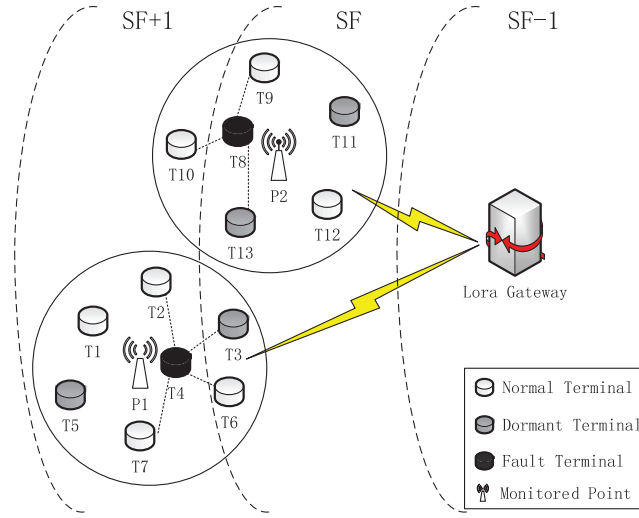 SF+1
SF
SF-1
T9
T11
T8
T10
P2
T12
T13
Lora Gateway
T2
T1
T3
P1
T4
T5
T6
T7
Normal Terminal
Dormant Terminal
Fault Terminal
Monitored Point